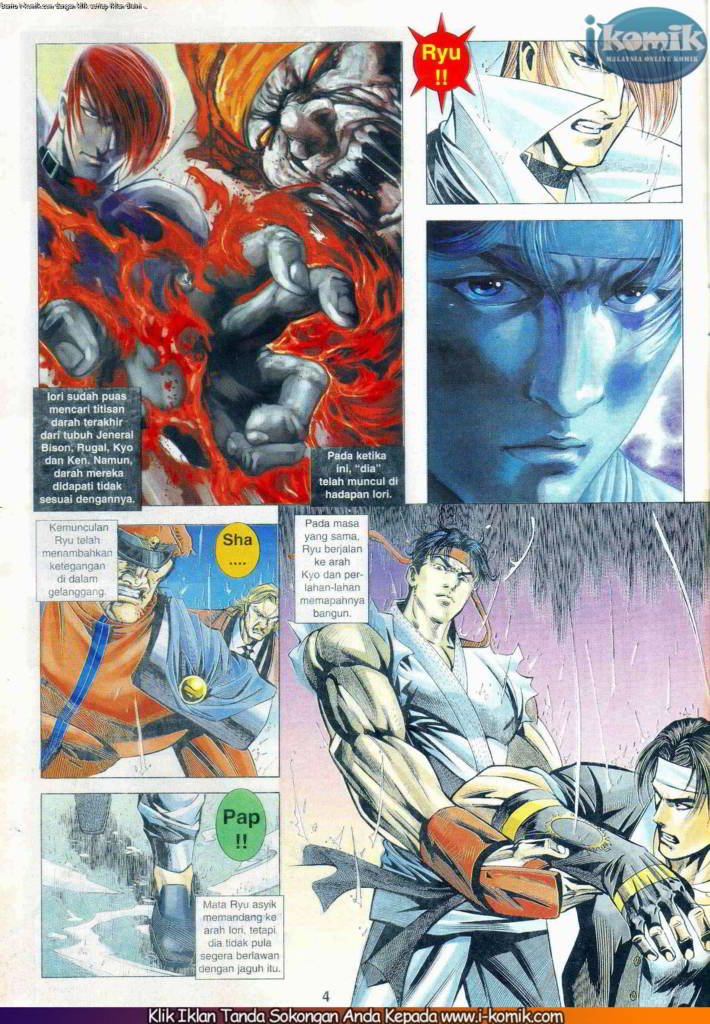 iKomik
MALAYSIA ONLINE KOMIK
Ryu
!!
Iori sudah puas
mencari titisan
darah terakhir
dari tubuh Jeneral
Bison, Rugal, Kyo
dan Ken. Namun,
darah mereka
didapati tidak
sesuai dengannya.
Pada ketika
ini, "dia"
telah muncul di
hadapan Iori.
Kemunculan
Ryu telah
menambahkan
ketegangan
di dalam
gelanggang.
Sha
....
Pada masa
yang sama,
Ryu berjalan
ke arah
Kyo dan per-
lahan-lahan
memapahnya
bangun.
Pap
!!
Mata Ryu asyik
memandang ke
arah Iori, tetapi
dia tidak pula
segera berlawan
dengan jaguh itu.
4
Klik Iklan Tanda Sokongan Anda Kepada www.i-komik.com